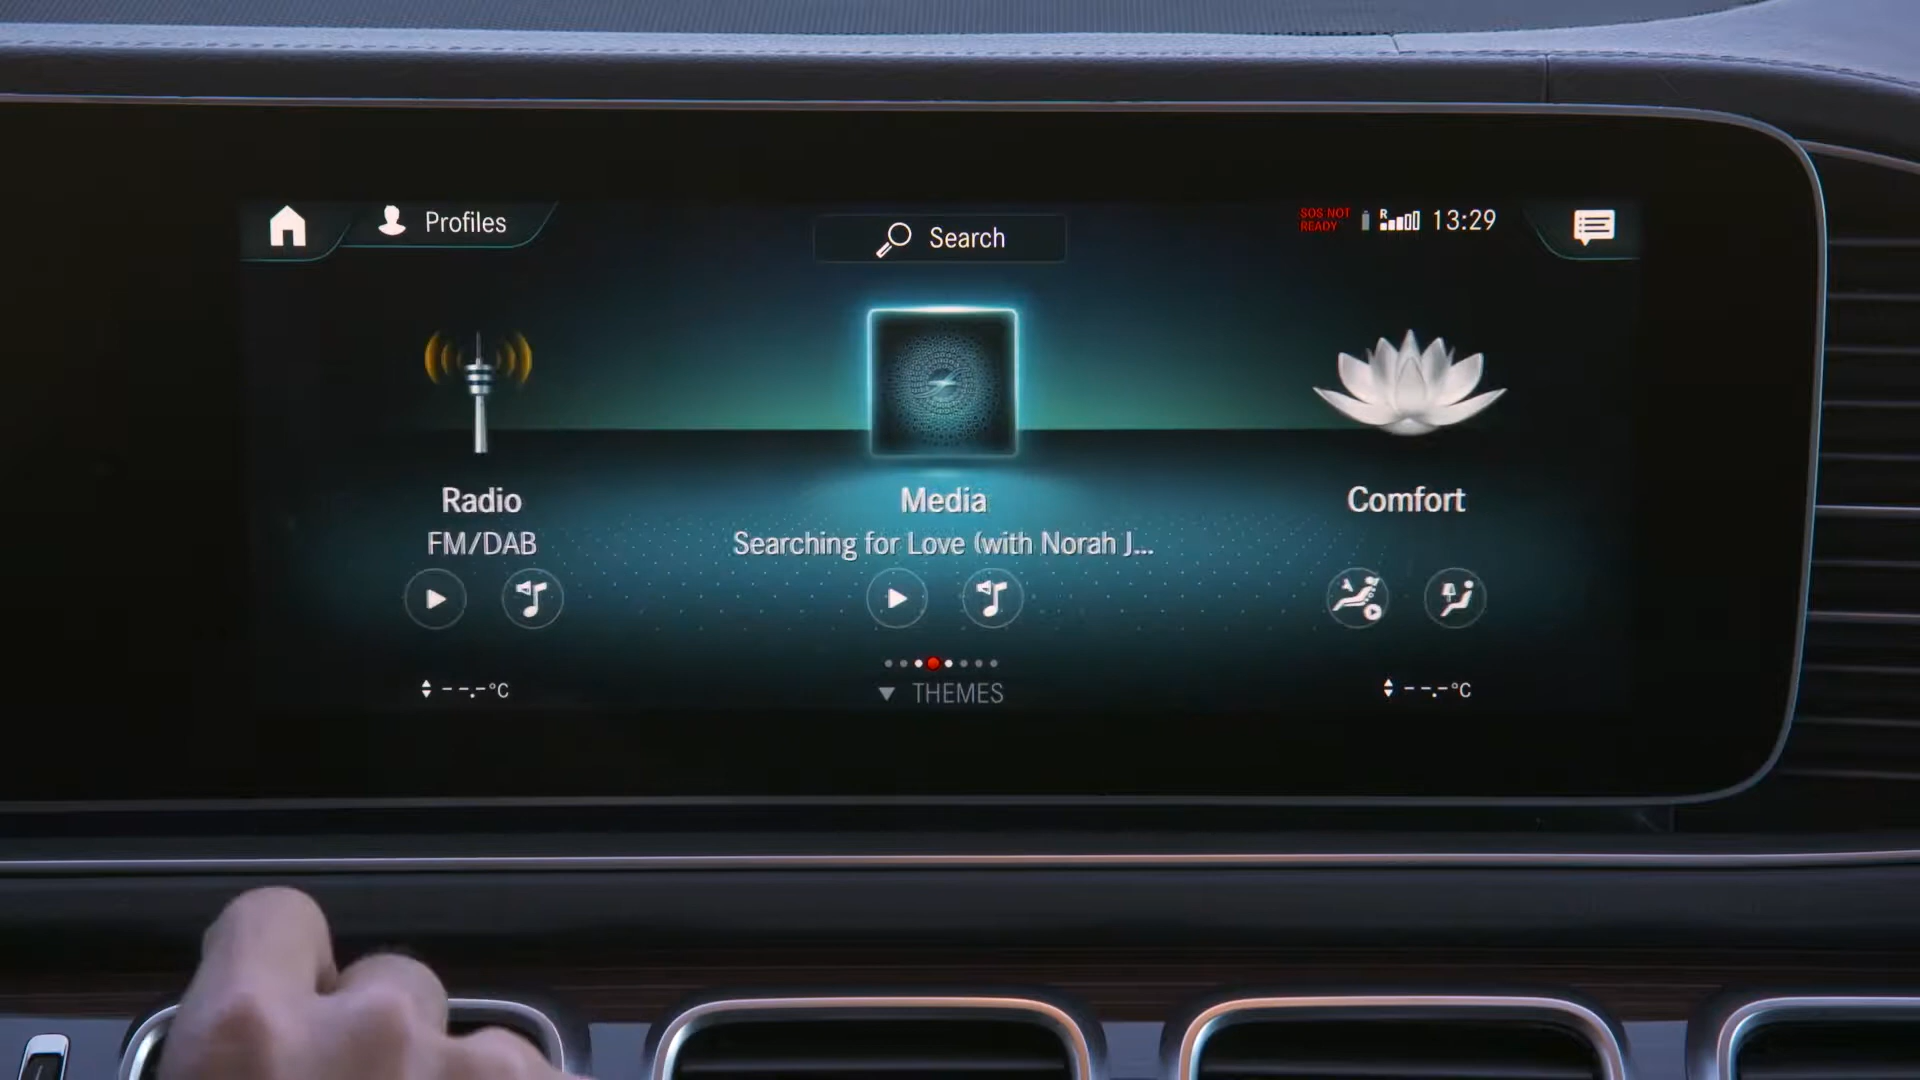 Profiles
Search
SOS NOT
READY
R
13:29
Radio
FM/DAB
Media
Searching for Love (with Norah J...
Comfort
--.-°C
THEMES
--.-°C